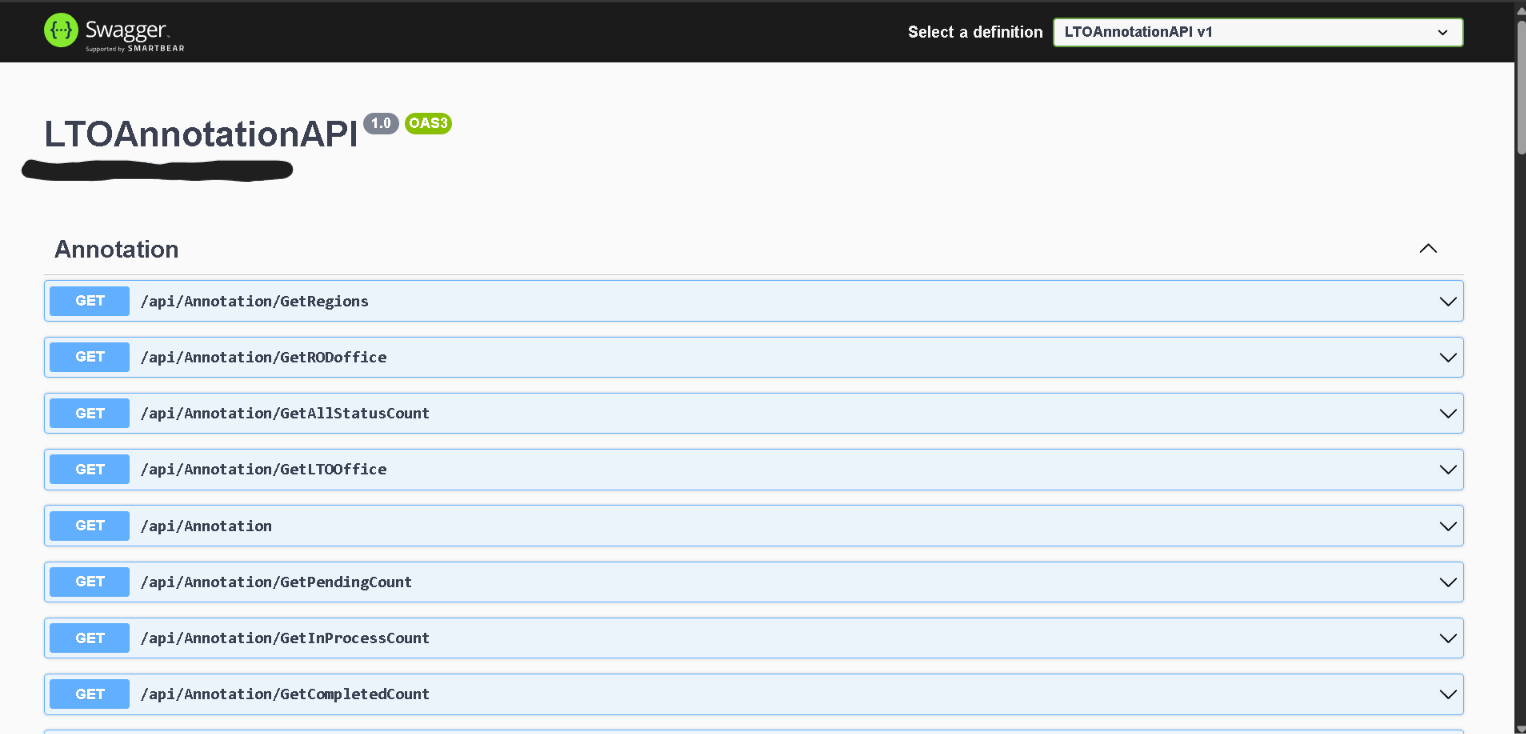 Swagger.
Supported by SMARTBEAR
Select a definition
LTOAnnotationAPI v1
LTOAnnotationAPI 1.0 OAS3
Annotation
GET /api/Annotation/GetRegions
GET /api/Annotation/GetRODoffice
GET /api/Annotation/GetAllStatusCount
GET /api/Annotation/GetLTOOffice
GET /api/Annotation
GET /api/Annotation/GetPendingCount
GET /api/Annotation/GetInProcessCount
GET /api/Annotation/GetCompletedCount